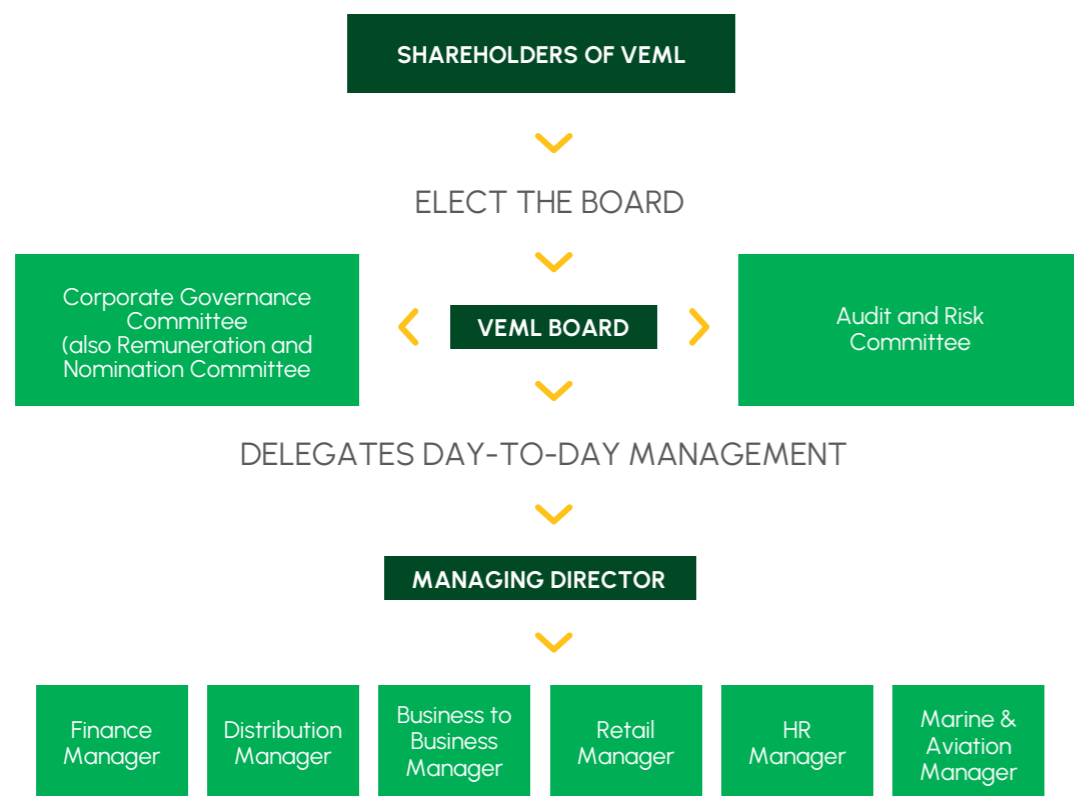 SHAREHOLDERS OF VEML
ELECT THE BOARD
Corporate Governance
Committee
(also Remuneration and
Nomination Committee
VEML BOARD
Audit and Risk
Committee
DELEGATES DAY-TO-DAY MANAGEMENT
MANAGING DIRECTOR
Finance
Manager
Distribution
Manager
Business to
Business
Manager
Retail
Manager
HR
Manager
Marine &
Aviation
Manager